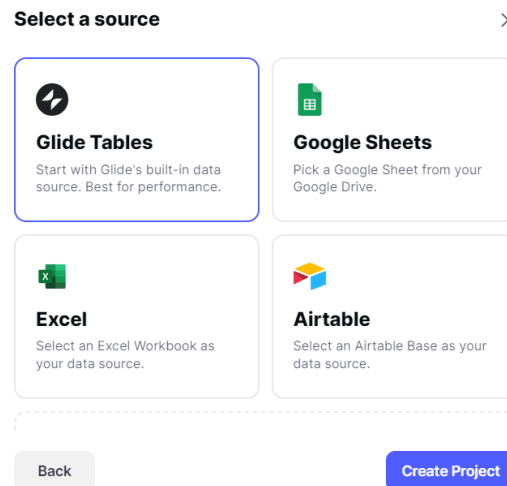 Select a source
Glide Tables
Start with Glide's built-in data
source. Best for performance.
Google Sheets
Pick a Google Sheet from your
Google Drive.
Excel
Select an Excel Workbook as
your data source.
Airtable
Select an Airtable Base as your
data source.
Back
Create Project